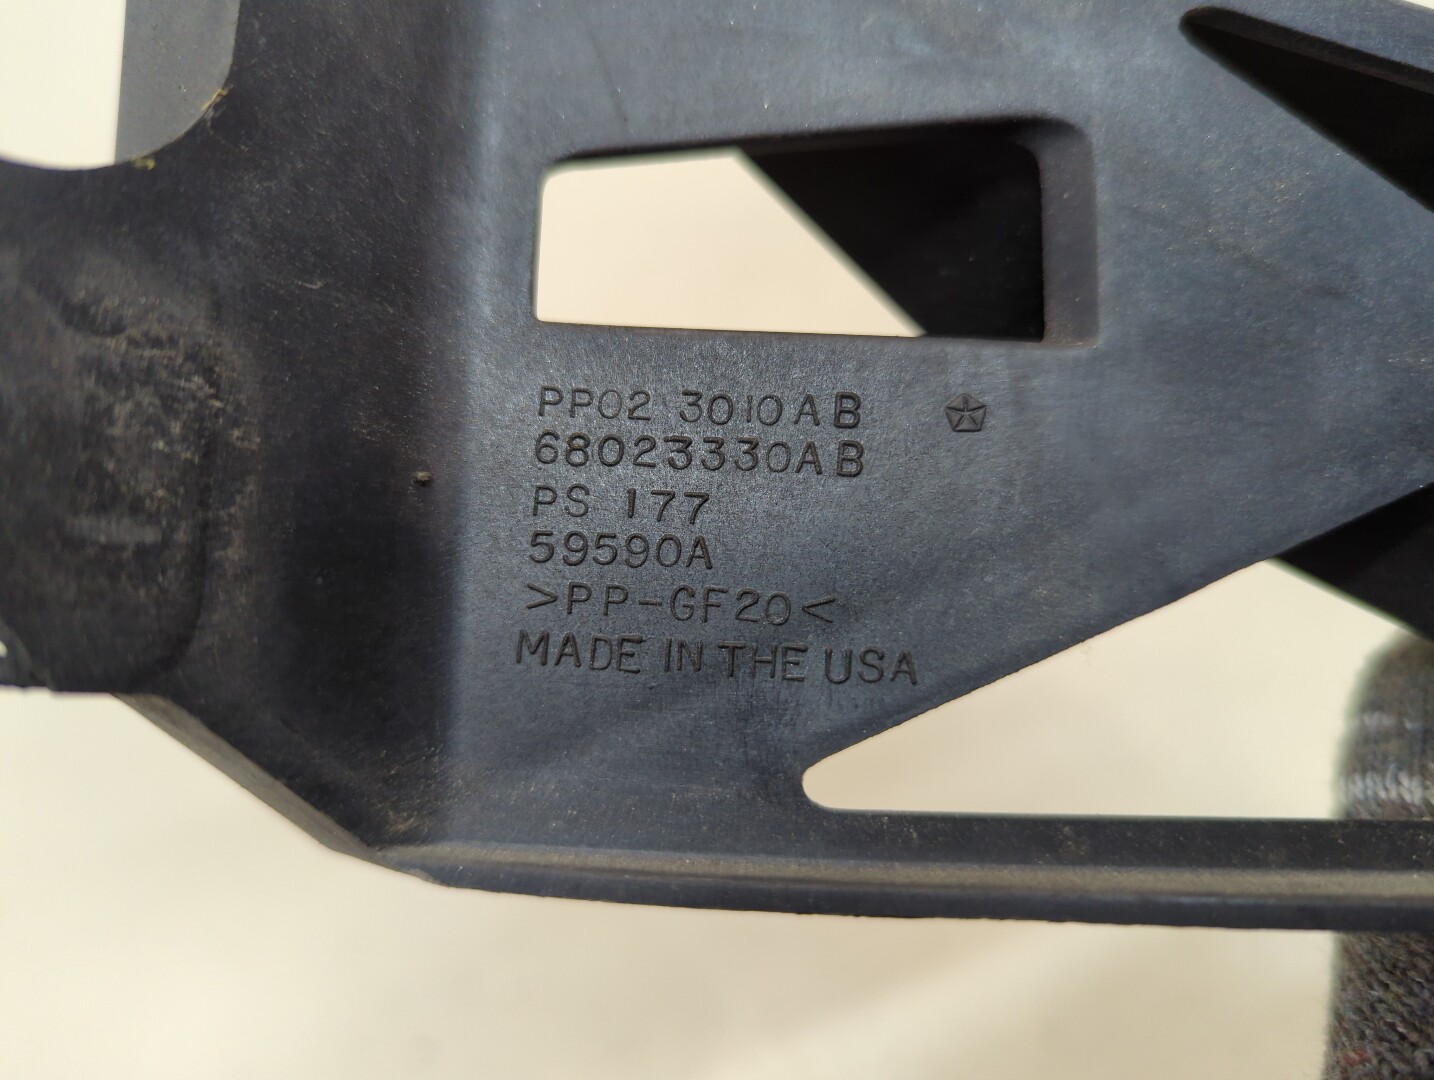 PP02 3010AB
68023330AB
PS 177
59590A
>PP-GF20<
MADE IN THE USA